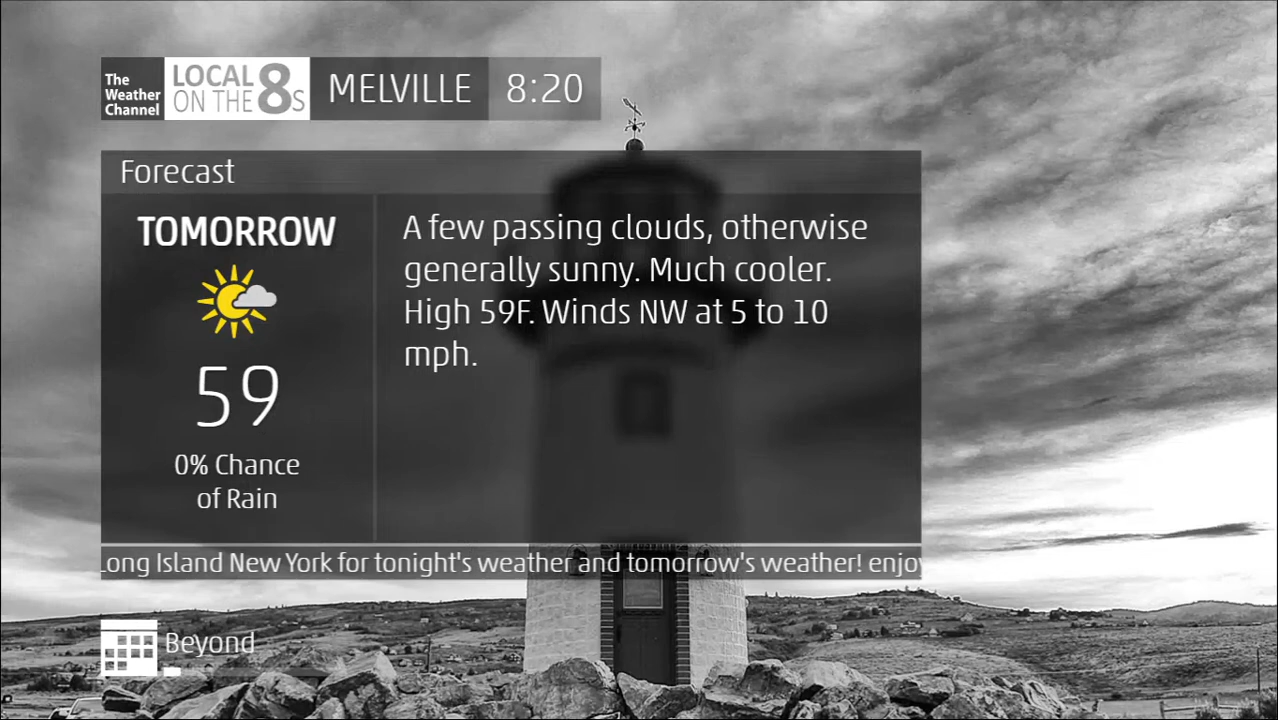 The
Weather
Channel
LOCAL
ON THE 8s
MELVILLE
8:20
Forecast
TOMORROW
59
0% Chance
of Rain
A few passing clouds, otherwise
generally sunny. Much cooler.
High 59F. Winds NW at 5 to 10
mph.
ong Island New York for tonight's weather and tomorrow's weather! enjoy
Beyond